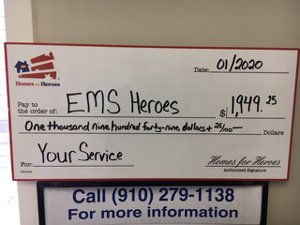 Homes for Heroes
Date: 01/2020
Pay to
the order of: EMS Heroes $ 1,949.25
One thousand nine hundred forty-nine dollars + 25/100 Dollars
For: Your Service Homes for Heroes
Authorized Signature
Call (910) 279-1138
For more information